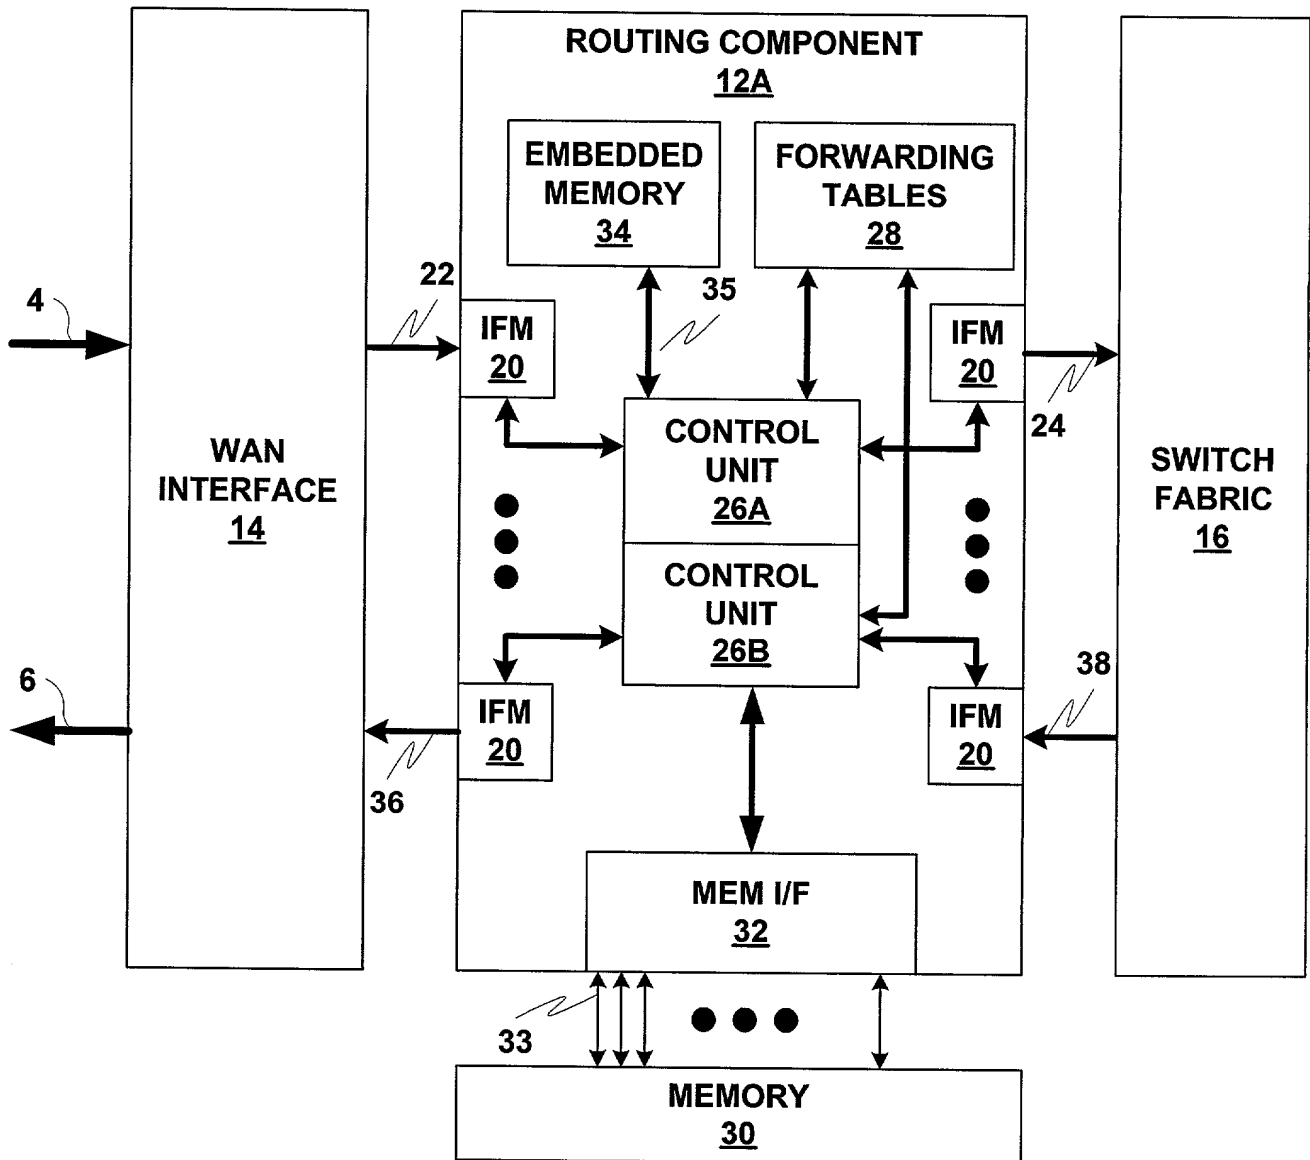 ROUTING COMPONENT
12A
EMBEDDED
MEMORY
34
FORWARDING
TABLES
28
4
22
35
IFM
20
IFM
20
24
WAN
INTERFACE
14
CONTROL
UNIT
26A
SWITCH
FABRIC
16
CONTROL
UNIT
26B
6
38
IFM
20
IFM
20
36
MEM I/F
32
33
MEMORY
30